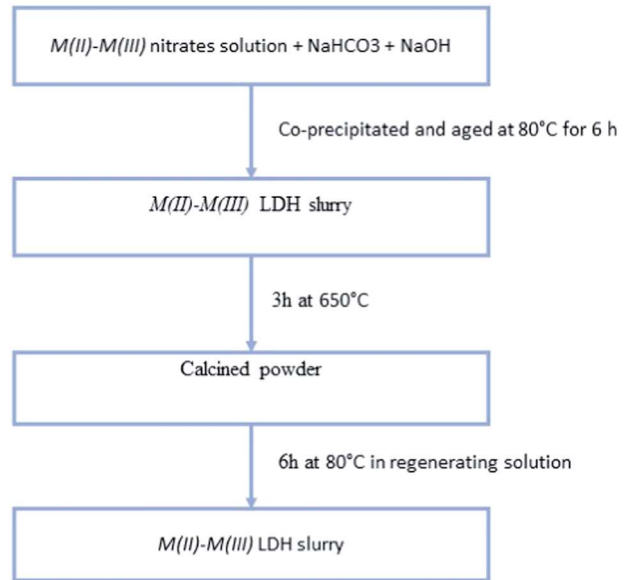 M(II)-M(III) nitrates solution + NaHCO3 + NaOH
Co-precipitated and aged at 80°C for 6 h
M(II)-M(III) LDH slurry
3h at 650°C
Calcined powder
6h at 80°C in regenerating solution
M(II)-M(III) LDH slurry